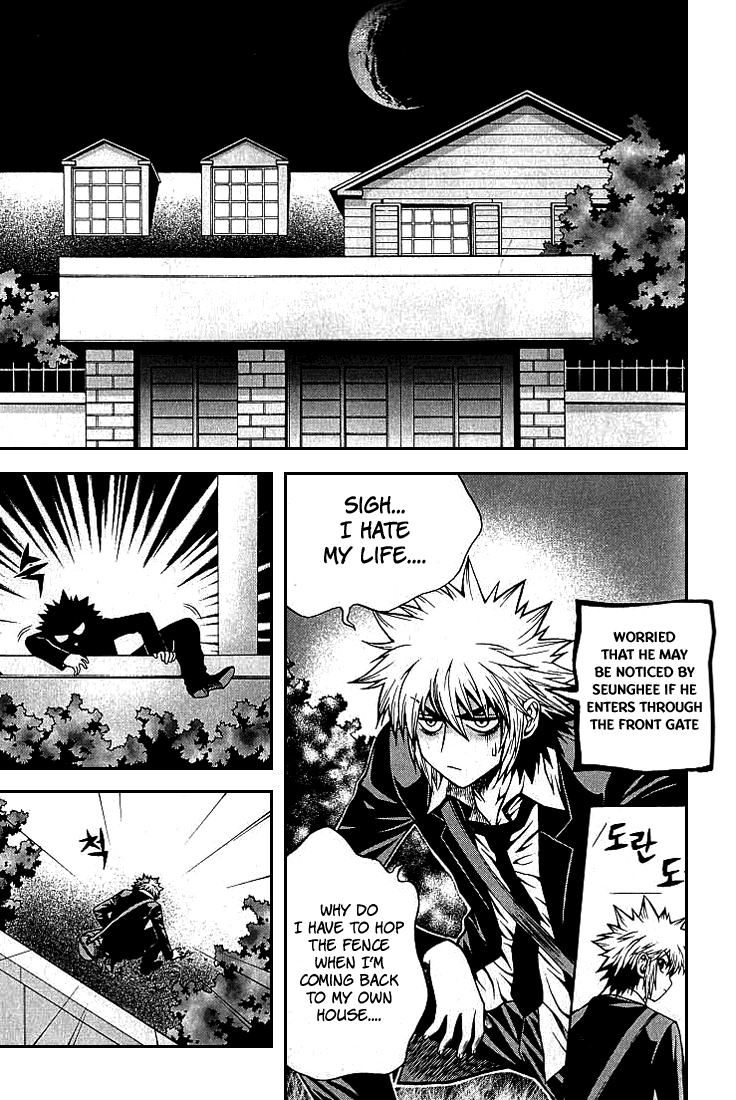 SIGH...
I HATE
MY LIFE....
WORRIED
THAT HE MAY
BE NOTICED BY
SEUNGHEE IF HE
ENTERS THROUGH
THE FRONT GATE
척
WHY DO
I HAVE TO HOP
THE FENCE
WHEN I'M
COMING BACK
TO MY OWN
HOUSE....
도란
도